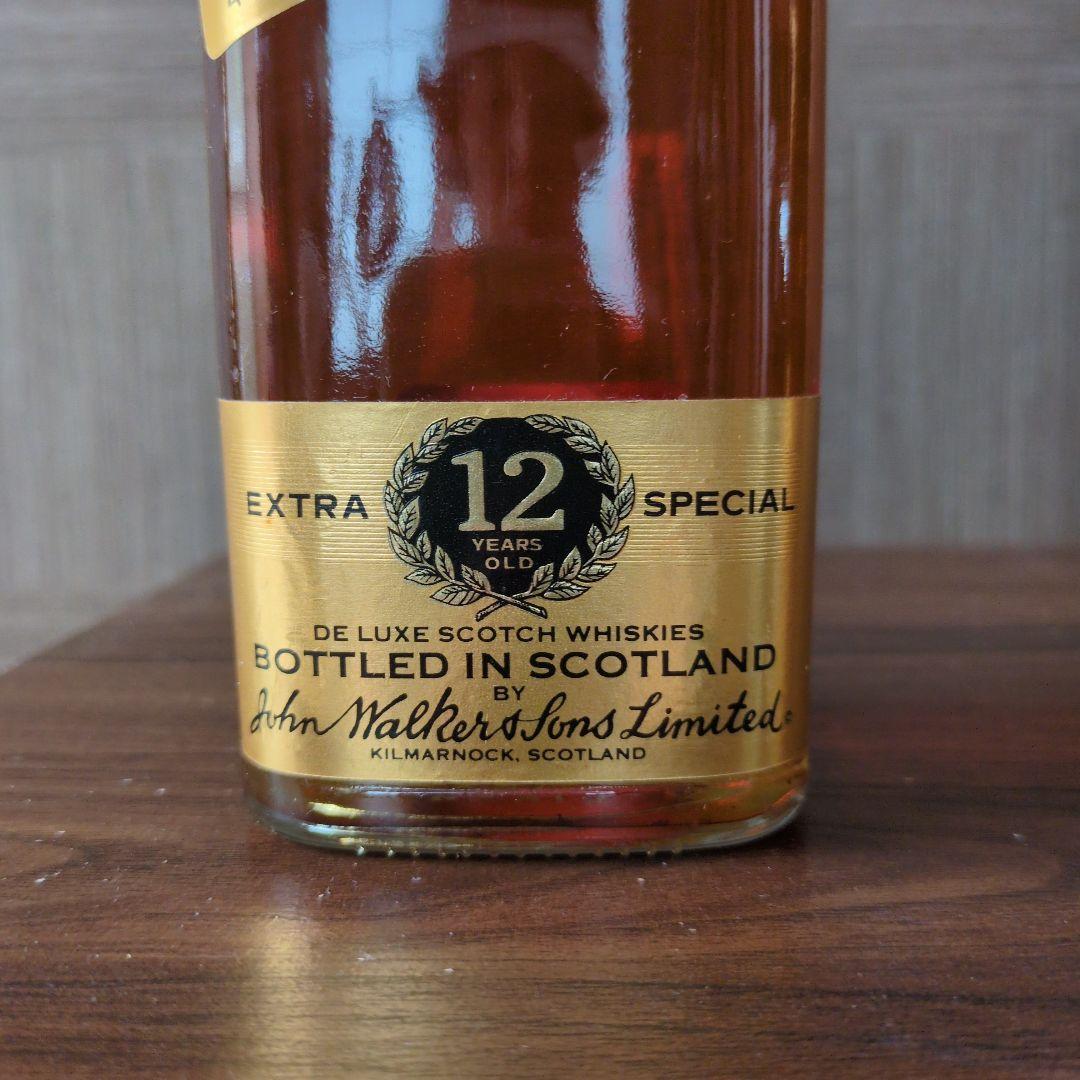 EXTRA 12 SPECIAL
YEARS
OLD
DE LUXE SCOTCH WHISKIES
BOTTLED IN SCOTLAND
BY
John Walker & Sons Limited
KILMARNOCK, SCOTLAND